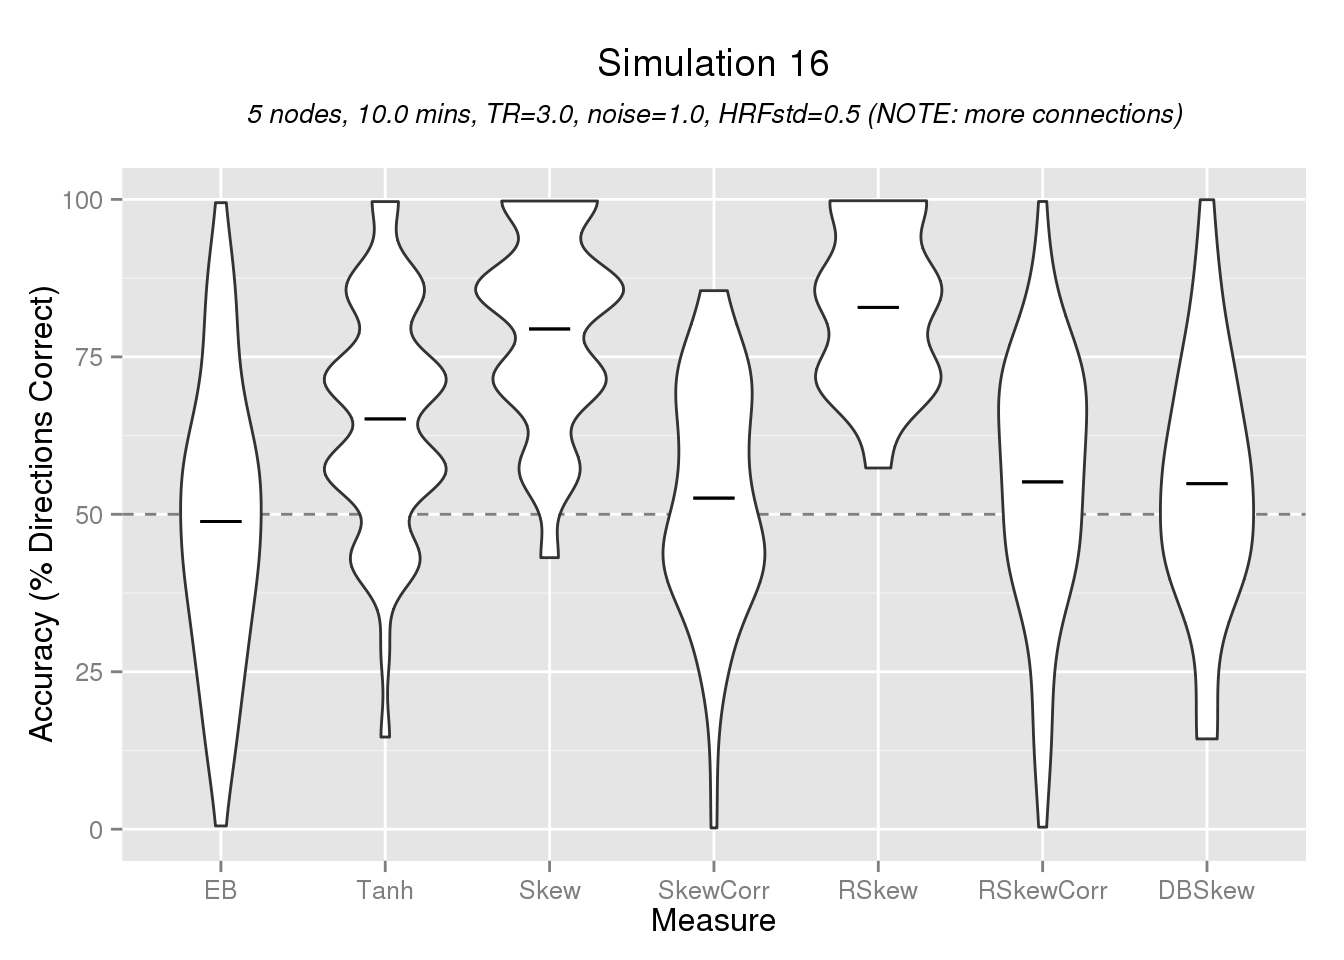 Simulation 16
5 nodes, 10.0 mins, TR=3.0, noise=1.0, HRFstd=0.5 (NOTE: more connections)
Accuracy (% Directions Correct)
100
75
50
25
0
EB Tanh Skew SkewCorr RSkew RSkewCorr DBSkew
Measure